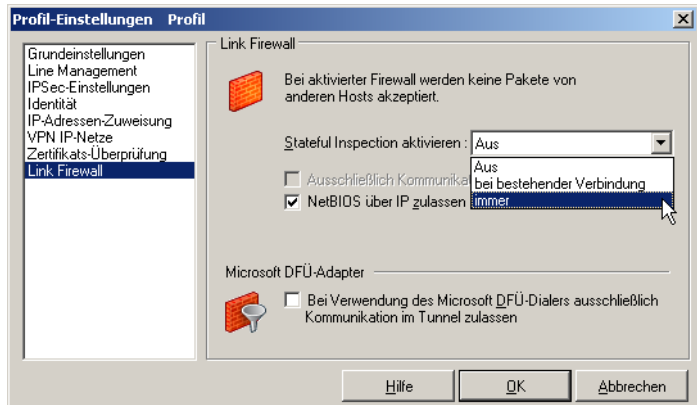 Profil-Einstellungen Profil
Grundeinstellungen
Line Management
IPSec-Einstellungen
Identität
IP-Adressen-Zuweisung
VPN IP-Netze
Zertifikats-Überprüfung
Link Firewall
Link Firewall
Bei aktivierter Firewall werden keine Pakete von
anderen Hosts akzeptiert.
Stateful Inspection aktivieren : Aus
Aus
bei bestehender Verbindung
immer
Ausschließlich
NetBIOS über IP zulassen
Microsoft DFÜ-Adapter
Bei Verwendung des Microsoft DFÜ-Dialers ausschließlich
Kommunikation im Tunnel zulassen
Hilfe
OK
Abbrechen